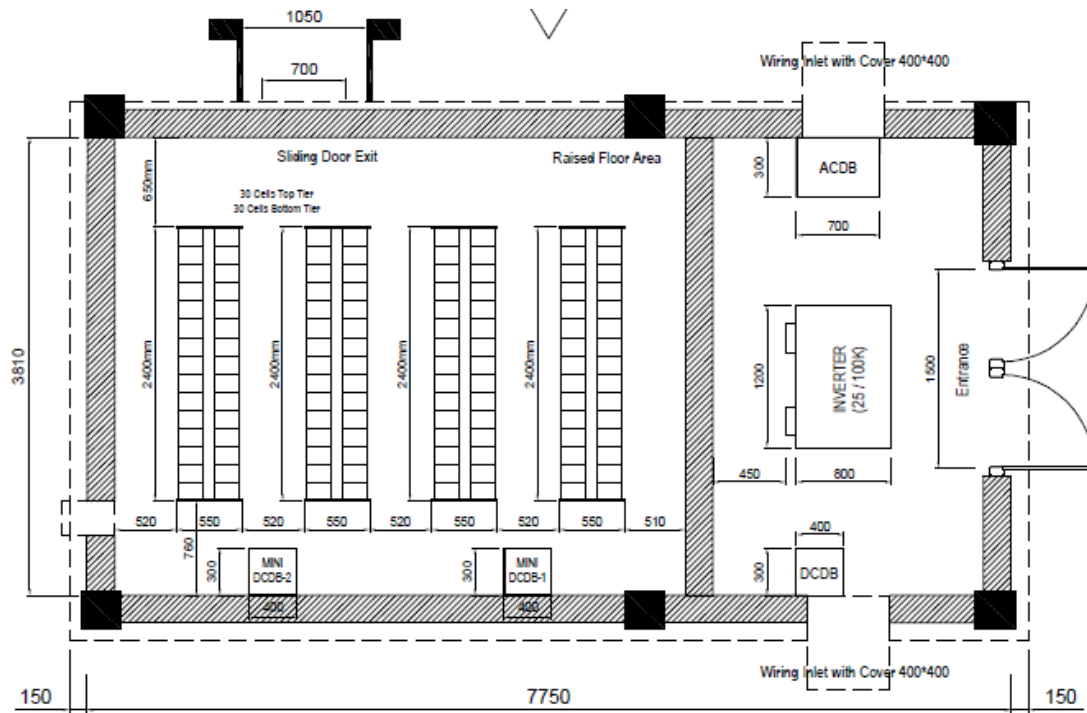 1050
700
Wiring Inlet with Cover 400*400
Sliding Door Exit
Raised Floor Area
30 Cells Top Tier
30 Cells Bottom Tier
650mm
300
ACDB
700
3810
2400mm
2400mm
2400mm
2400mm
1200
INVERTER
(25 / 100K)
1500
Entrance
450
800
520
550
520
550
520
550
520
550
510
760
400
300
MINI
DCDB-2
400
300
MINI
DCDB-1
400
300
DCDB
Wiring Inlet with Cover 400*400
150
7750
150